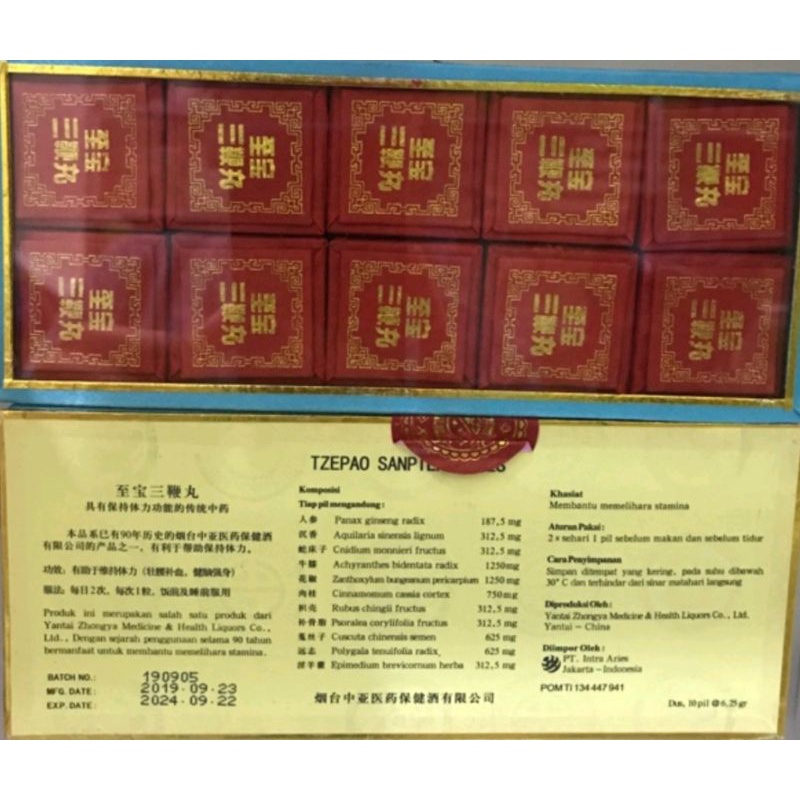 至宝
三鞭丸
至宝
三鞭丸
至宝
三鞭丸
至宝
三鞭丸
至宝
三鞭丸
至宝
三鞭丸
至宝
三鞭丸
至宝
三鞭丸
至宝
三鞭丸
至宝
三鞭丸
TZEPAO
至宝三鞭丸
具有保持体力功能的传统中药
本品系已有90年历史的烟台中亚医药保健酒
有限公司的产品之一，有利于帮助保持体力。
功效：有助于维持体力（壮腰补血，健脑强身）
服法：每日2次，每次1粒，饭前及睡前服用
Produk ini merupakan salah satu produk dari
Yantai Zhongya Medicine & Health Liquors Co.,
Ltd., Dengan sejarah penggunaan selama 90 tahun
bermanfaat untuk membantu memelihara stamina.
BATCH NO.: 190905
MFG. DATE: 2019.09.23
EXP. DATE: 2024.09.22
Komposisi
Tiap pil mengandung:
人参 Panax ginseng radix 187,5 mg
沉香 Aquilaria sinensis lignum 312,5 mg
蛇床子 Cnidium monnieri fructus 312,5 mg
牛膝 Achyranthes bidentata radix 1250mg
花椒 Zanthoxylum bungeanum pericarpium 1250 mg
肉桂 Cinnamomum cassia cortex 750mg
Rubus chingii fructus 312,5 mg
补骨脂 Psoralea corylifolia fructus 312,5 mg
菟丝子 Cuscuta chinensis semen 625 mg
远志 Polygala tenuifolia radix 625 mg
淫羊藿 Epimedium brevicornum herba 312,5 mg
烟台中亚医药保健酒有限公司
Khasiat
Membantu memelihara stamina
Aturan Pakai:
2 x sehari 1 pil sebelum makan dan sebelum tidur
Cara Penyimpanan
Simpan ditempat yang kering, pada suhu dibawah
30° C dan terhindar dari sinar matahari langsung
Diproduksi Oleh:
Yantai Zhongya Medicine & Health Liquors Co., Ltd.
Yantai - China
Diimpor Oleh:
PT. Intra Aries
Jakarta - Indonesia
POM TI 134 447 941
Dus, 10 pil @ 6,25 gr